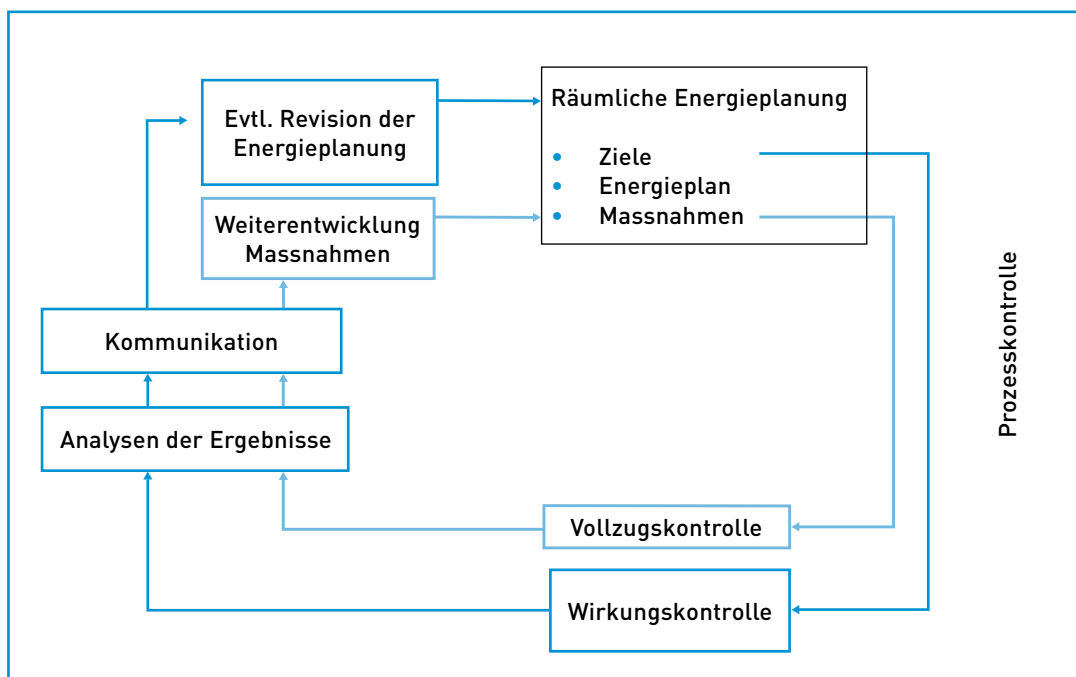 Evtl. Revision der
Energieplanung
Räumliche Energieplanung
• Ziele
• Energieplan
• Massnahmen
Weiterentwicklung
Massnahmen
Kommunikation
Analysen der Ergebnisse
Vollzugskontrolle
Wirkungskontrolle
Prozesskontrolle